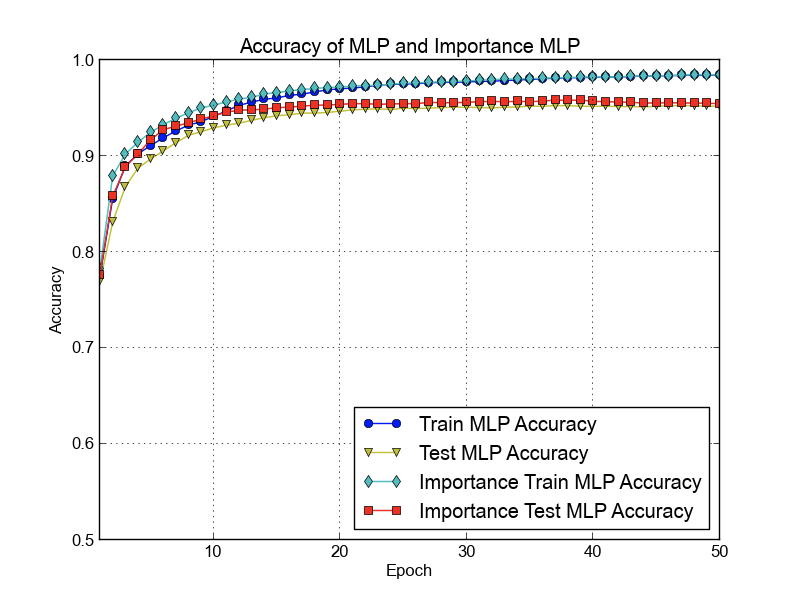 Accuracy of MLP and Importance MLP
1.0
0.9
0.8
0.7
0.6
0.5
Accuracy
Train MLP Accuracy
Test MLP Accuracy
Importance Train MLP Accuracy
Importance Test MLP Accuracy
10 20 30 40 50
Epoch